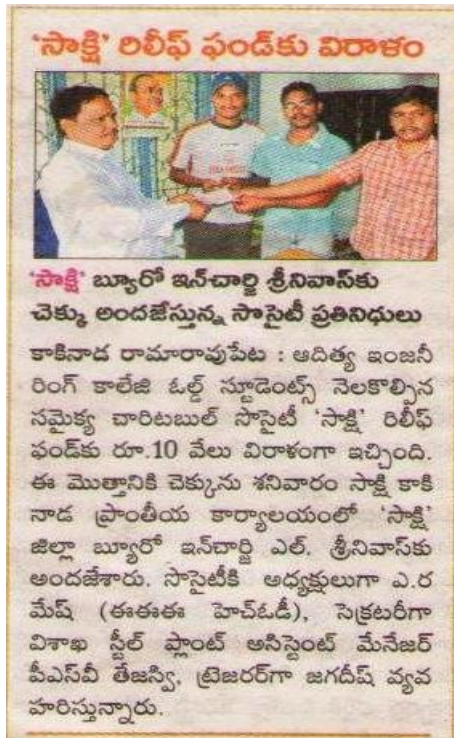 ‘సాక్షి’ రిలీఫ్ ఫండ్‌కు విరాళం
‘సాక్షి’ బ్యూరో ఇన్‌చార్జి శ్రీనివాస్‌కు
చెక్కు అందజేస్తున్న సొసైటీ ప్రతినిధులు
కాకినాడ రామారావుపేట : ఆదిత్య ఇంజనీ
రింగ్ కాలేజి ఓల్డ్ స్టూడెంట్స్ నెలకొల్పిన
సమైక్య చారిటబుల్ సొసైటీ ‘సాక్షి’ రిలీఫ్
ఫండ్‌కు రూ.10 వేలు విరాళంగా ఇచ్చింది.
ఈ మొత్తానికి చెక్కును శనివారం సాక్షి కాకి
నాడ ప్రాంతీయ కార్యాలయంలో ‘సాక్షి’
జిల్లా బ్యూరో ఇన్‌చార్జి ఎల్. శ్రీనివాస్‌కు
అందజేశారు. సొసైటీకి అధ్యక్షులుగా ఎ.ర
మేష్ (ఈఈఈ హెచ్‌ఓడీ), సెక్రటరీగా
విశాఖ స్టీల్ ప్లాంట్ అసిస్టెంట్ మేనేజర్
పీఎస్‌వీ తేజస్వి, ట్రెజరర్‌గా జగదీష్ వ్యవ
హరిస్తున్నారు.